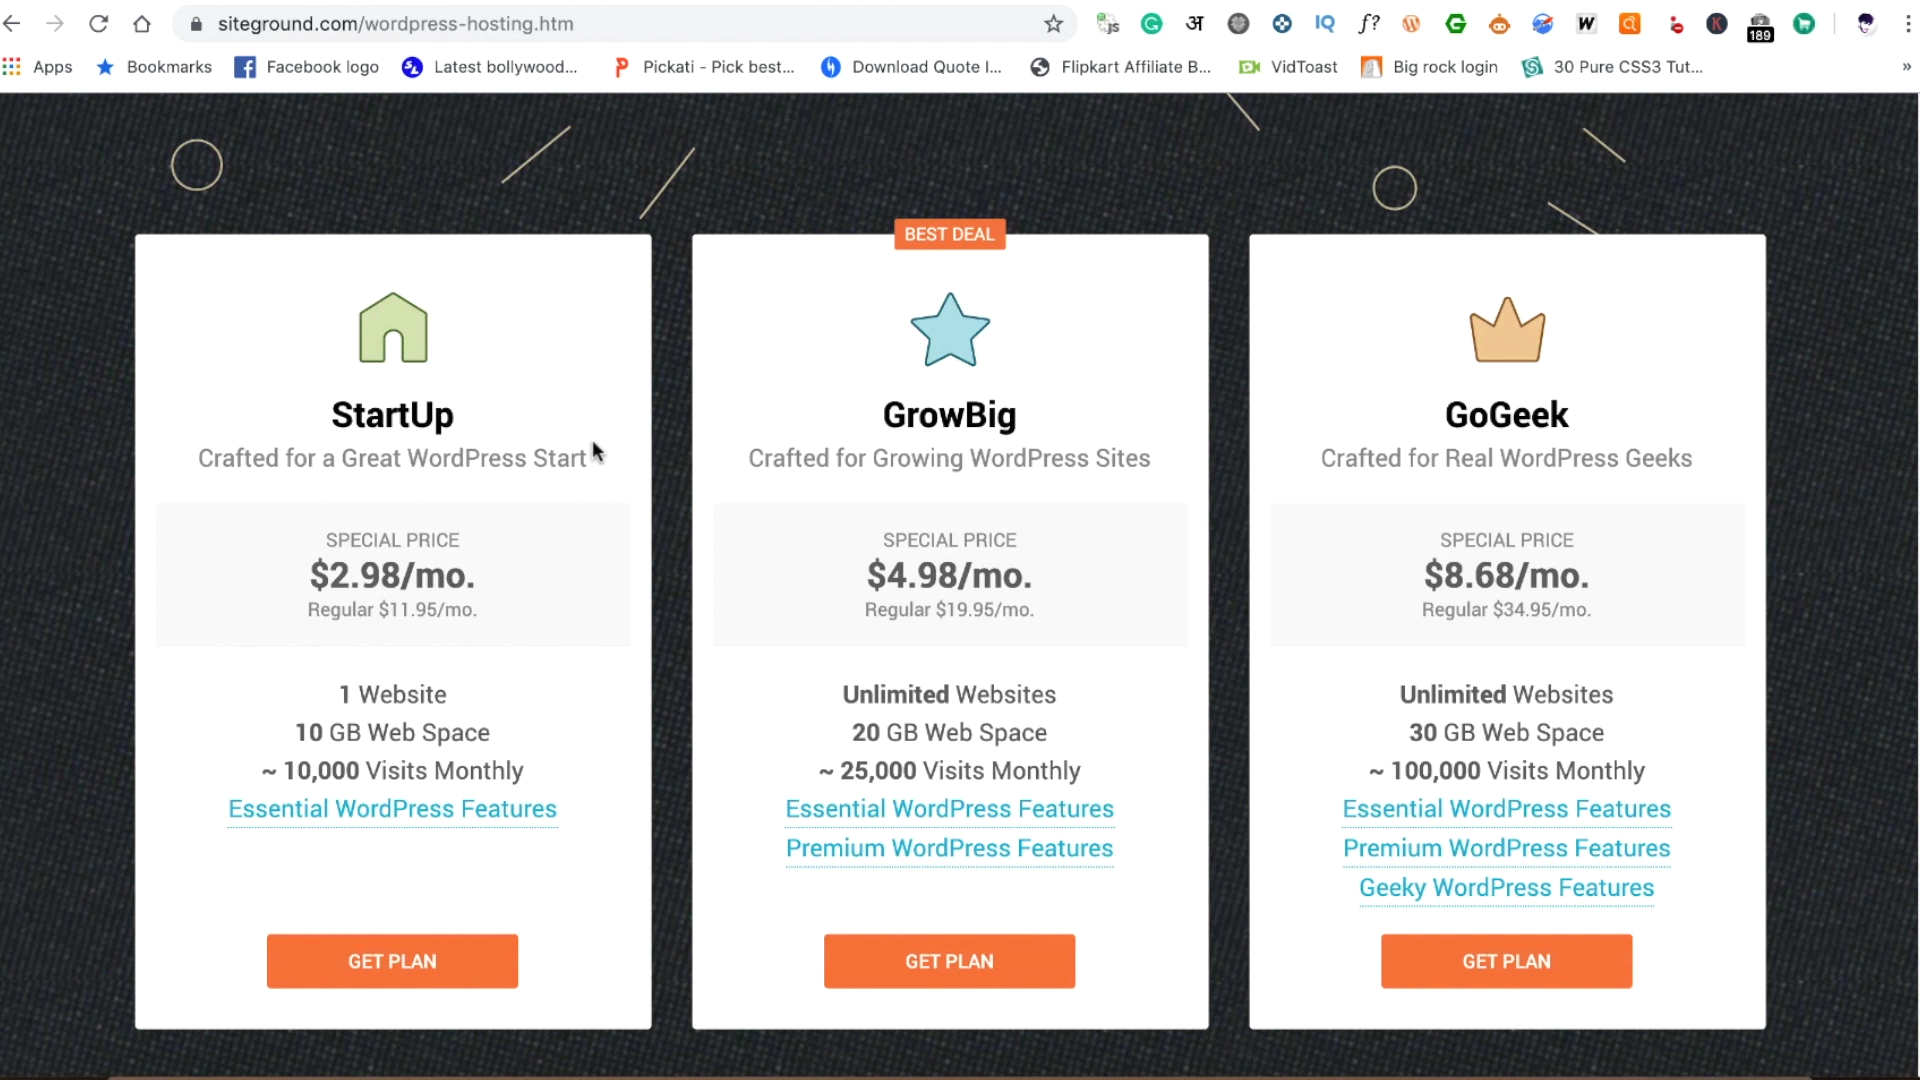 siteground.com/wordpress-hosting.htm
JS
अ
IQ
f?
W
K
189
Apps
Bookmarks
Facebook logo
Latest bollywood...
Pickati - Pick best...
Download Quote I...
Flipkart Affiliate B...
VidToast
Big rock login
30 Pure CSS3 Tut...
»
BEST DEAL
StartUp
Crafted for a Great WordPress Start
SPECIAL PRICE
$2.98/mo.
Regular $11.95/mo.
1 Website
10 GB Web Space
~ 10,000 Visits Monthly
Essential WordPress Features
GET PLAN
GrowBig
Crafted for Growing WordPress Sites
SPECIAL PRICE
$4.98/mo.
Regular $19.95/mo.
Unlimited Websites
20 GB Web Space
~ 25,000 Visits Monthly
Essential WordPress Features
Premium WordPress Features
GET PLAN
GoGeek
Crafted for Real WordPress Geeks
SPECIAL PRICE
$8.68/mo.
Regular $34.95/mo.
Unlimited Websites
30 GB Web Space
~ 100,000 Visits Monthly
Essential WordPress Features
Premium WordPress Features
Geeky WordPress Features
GET PLAN